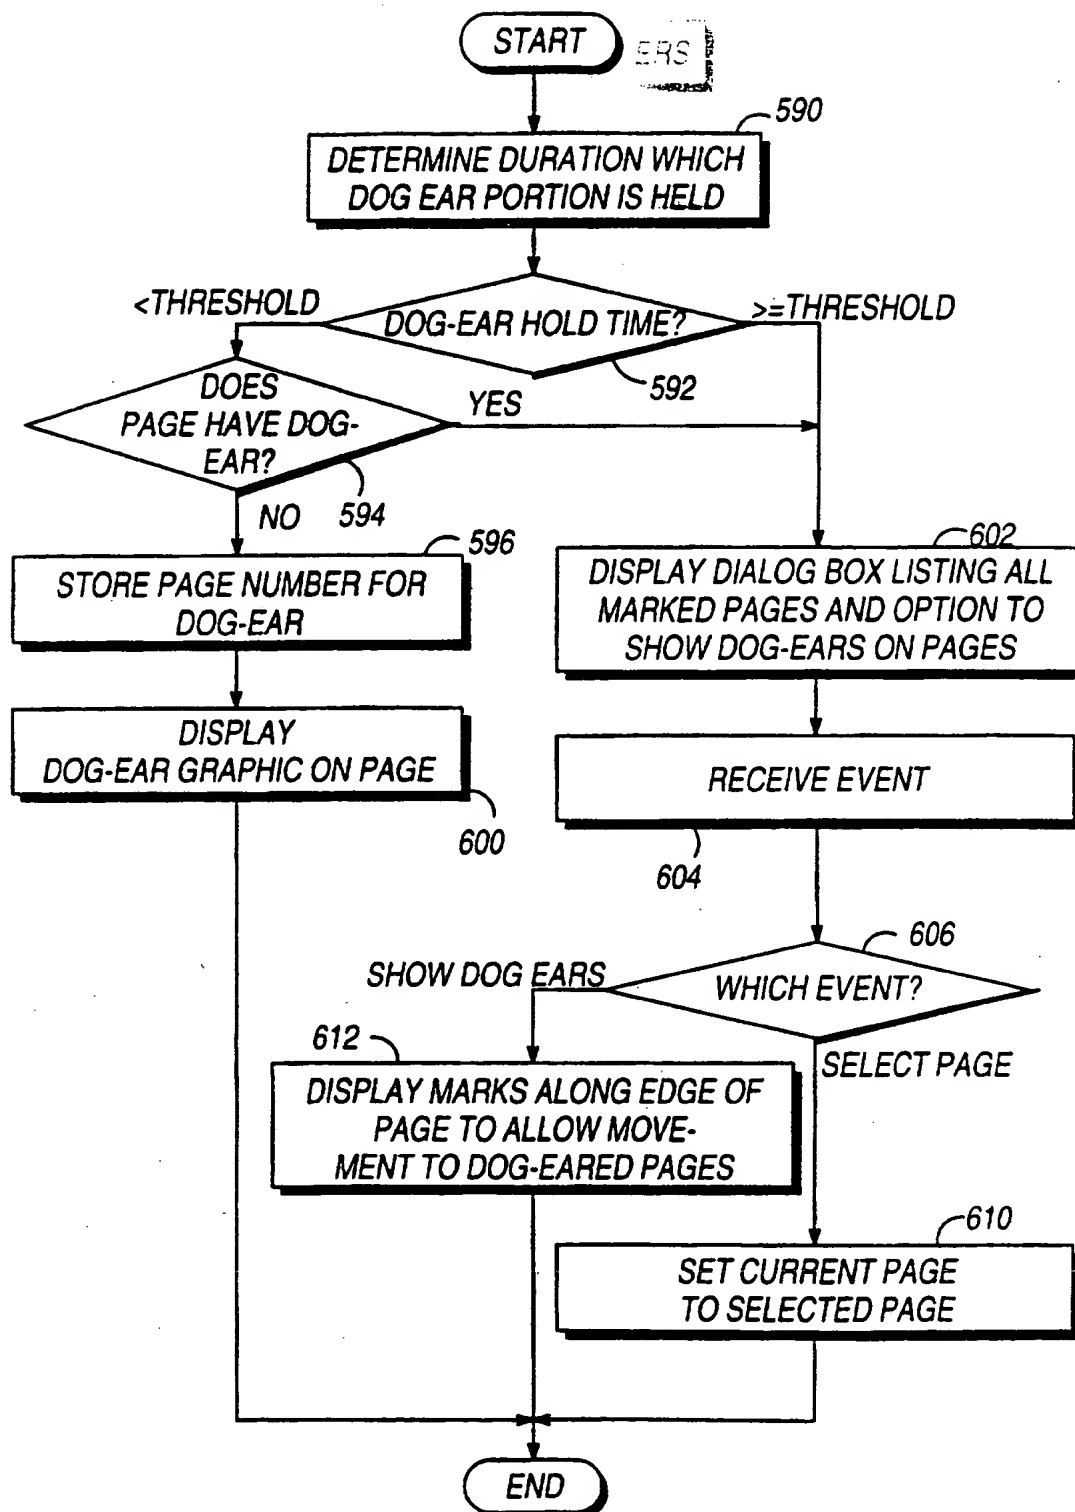 START
ERS
590
DETERMINE DURATION WHICH
DOG EAR PORTION IS HELD
<THRESHOLD
DOG-EAR HOLD TIME?
>=THRESHOLD
592
DOES
PAGE HAVE DOG-
EAR?
YES
594
NO
596
STORE PAGE NUMBER FOR
DOG-EAR
602
DISPLAY DIALOG BOX LISTING ALL
MARKED PAGES AND OPTION TO
SHOW DOG-EARS ON PAGES
DISPLAY
DOG-EAR GRAPHIC ON PAGE
600
RECEIVE EVENT
604
606
SHOW DOG EARS
WHICH EVENT?
612
SELECT PAGE
DISPLAY MARKS ALONG EDGE OF
PAGE TO ALLOW MOVE-
MENT TO DOG-EARED PAGES
610
SET CURRENT PAGE
TO SELECTED PAGE
END